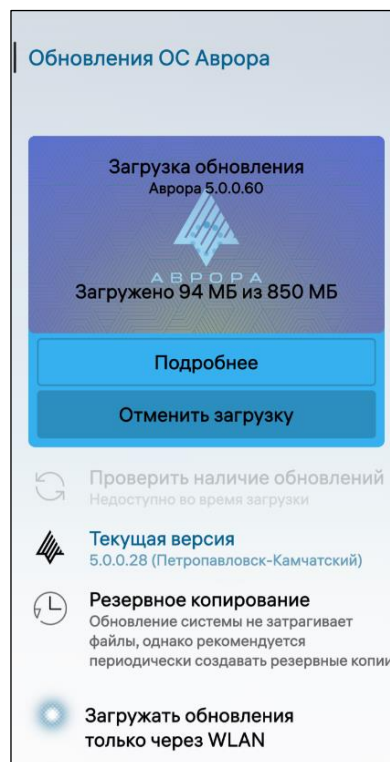 Обновления ОС Аврора
Загрузка обновления
Аврора 5.0.0.60
АВРОРА
Загружено 94 МБ из 850 МБ
Подробнее
Отменить загрузку
Проверить наличие обновлений
Недоступно во время загрузки
Текущая версия
5.0.0.28 (Петропавловск-Камчатский)
Резервное копирование
Обновление системы не затрагивает
файлы, однако рекомендуется
периодически создавать резервные копии
Загружать обновления
только через WLAN